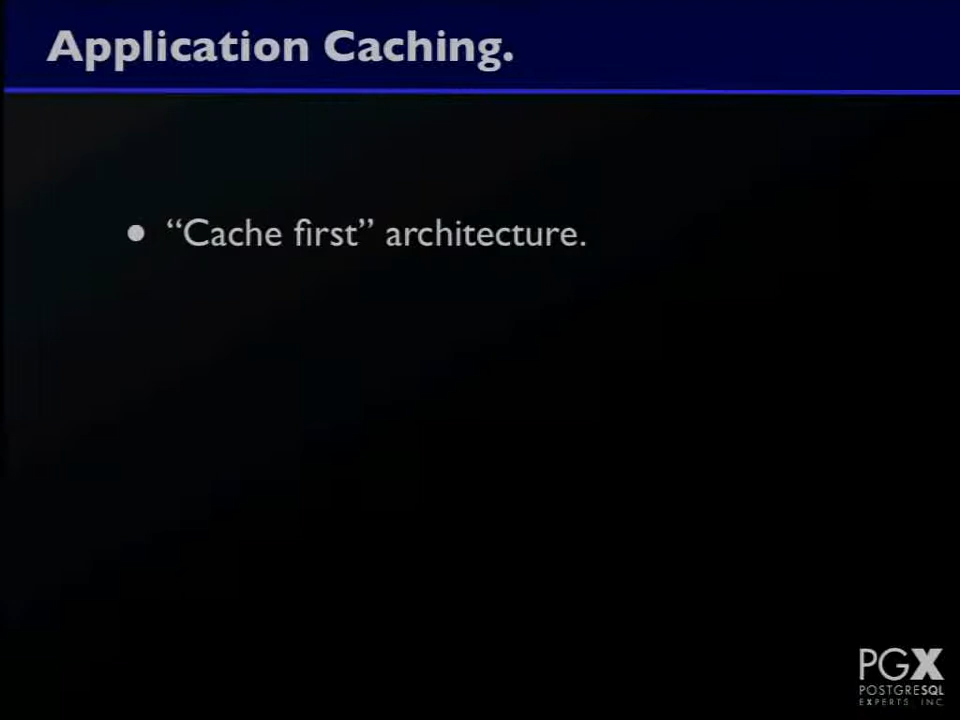 Application Caching.
● “Cache first” architecture.
PGX
POSTGRESQL
EXPERTS, INC